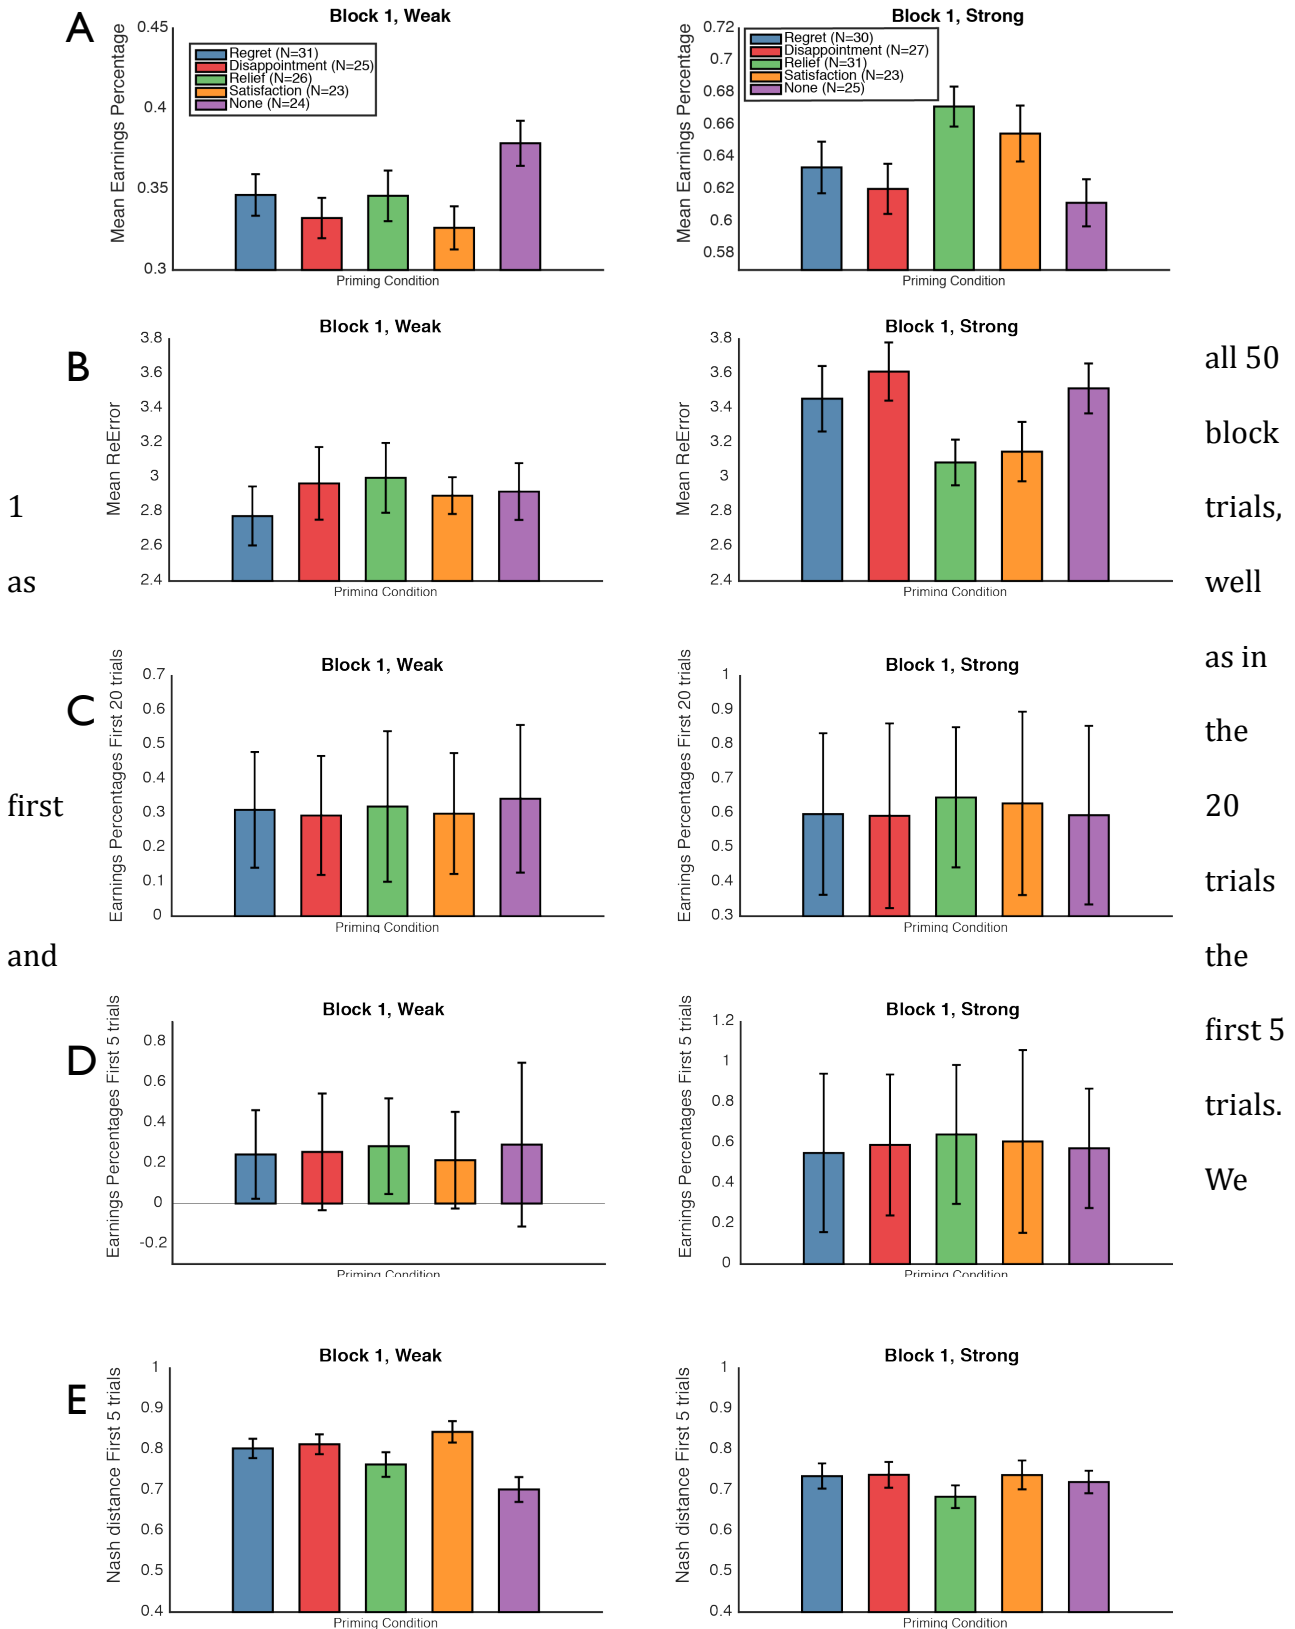 A
Block 1, Weak
Mean Earnings Percentage
0.45
0.4
0.35
0.3
Regret (N=31)
Disappointment (N=25)
Relief (N=26)
Satisfaction (N=23)
None (N=24)
Priming Condition
Block 1, Strong
Mean Earnings Percentage
0.72
0.7
0.68
0.66
0.64
0.62
0.6
0.58
Regret (N=30)
Disappointment (N=27)
Relief (N=31)
Satisfaction (N=23)
None (N=25)
Priming Condition
B
Block 1, Weak
Mean ReError
3.8
3.6
3.4
3.2
3
2.8
2.6
2.4
Priming Condition
Block 1, Strong
Mean ReError
3.8
3.6
3.4
3.2
3
2.8
2.6
2.4
Priming Condition
all 50
block
1 trials,
as well
as in
the
first 20
trials
and the
first 5
trials.
We
C
Block 1, Weak
Earnings Percentages First 20 trials
0.7
0.6
0.5
0.4
0.3
0.2
0.1
0
Priming Condition
Block 1, Strong
Earnings Percentages First 20 trials
1
0.9
0.8
0.7
0.6
0.5
0.4
0.3
Priming Condition
D
Block 1, Weak
Earnings Percentages First 5 trials
0.8
0.6
0.4
0.2
0
-0.2
Priming Condition
Block 1, Strong
Earnings Percentages First 5 trials
1.2
1
0.8
0.6
0.4
0.2
0
Priming Condition
E
Block 1, Weak
Nash distance First 5 trials
1
0.9
0.8
0.7
0.6
0.5
0.4
Priming Condition
Block 1, Strong
Nash distance First 5 trials
1
0.9
0.8
0.7
0.6
0.5
0.4
Priming Condition